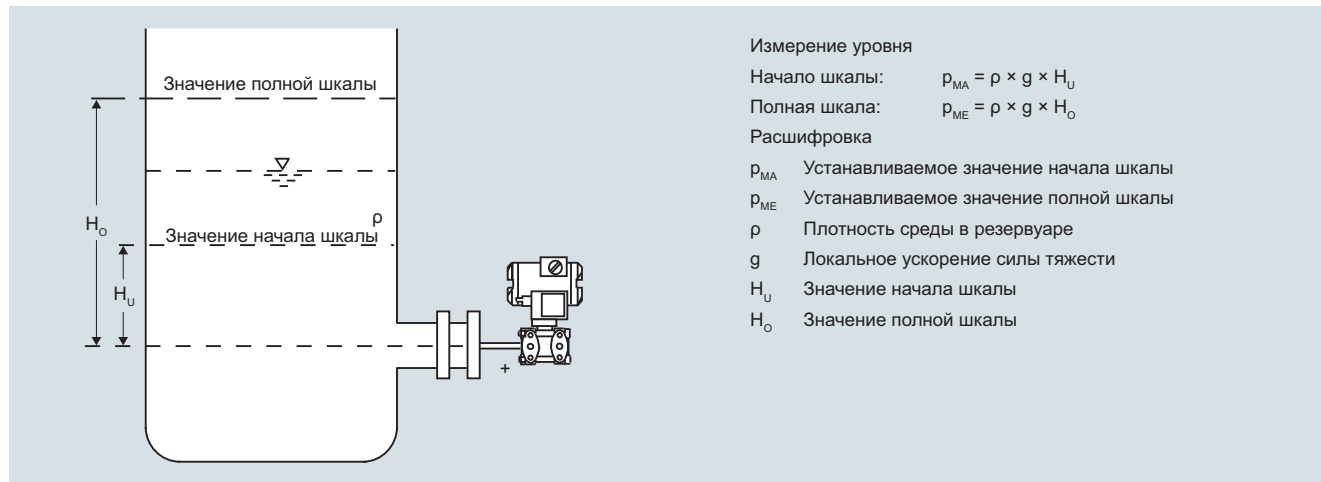 Значение полной шкалы
Значение начала шкалы
ρ
H_O
H_U
+
Измерение уровня
Начало шкалы: p_MA = ρ × g × H_U
Полная шкала: p_ME = ρ × g × H_O
Расшифровка
p_MA Устанавливаемое значение начала шкалы
p_ME Устанавливаемое значение полной шкалы
ρ Плотность среды в резервуаре
g Локальное ускорение силы тяжести
H_U Значение начала шкалы
H_O Значение полной шкалы